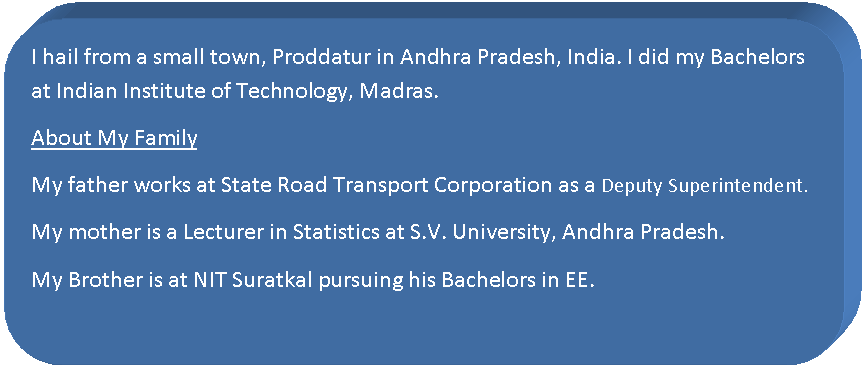 I hail from a small town, Proddatur in Andhra Pradesh, India. I did my Bachelors
at Indian Institute of Technology, Madras.
About My Family
My father works at State Road Transport Corporation as a Deputy Superintendent.
My mother is a Lecturer in Statistics at S.V. University, Andhra Pradesh.
My Brother is at NIT Suratkal pursuing his Bachelors in EE.